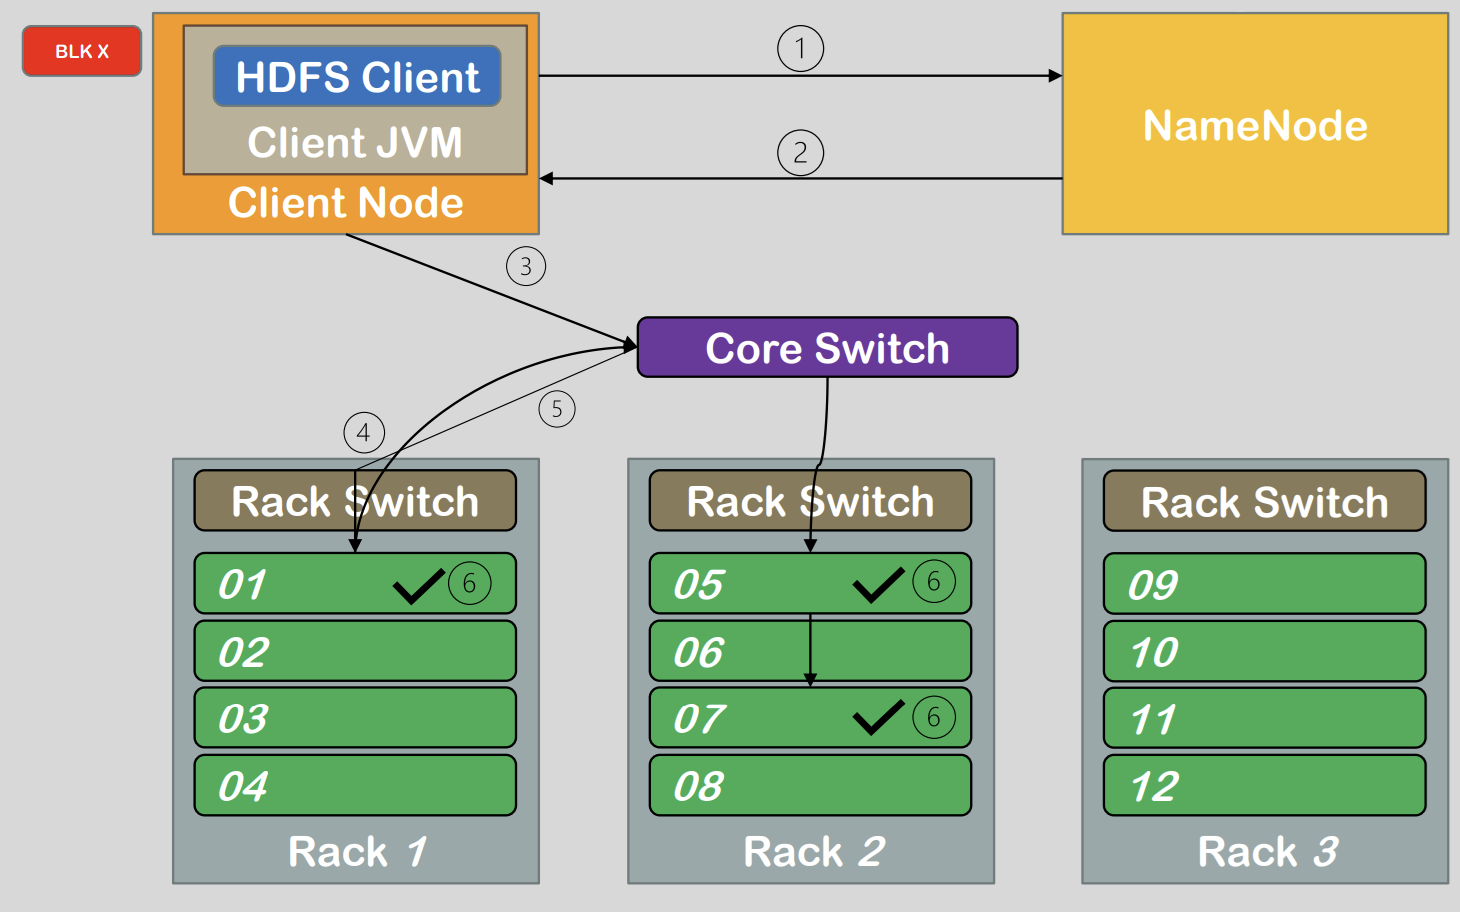 BLK X
HDFS Client
Client JVM
Client Node
1
2
NameNode
3
Core Switch
4
5
Rack Switch
01
6
02
03
04
Rack 1
Rack Switch
05
6
06
07
6
08
Rack 2
Rack Switch
09
10
11
12
Rack 3